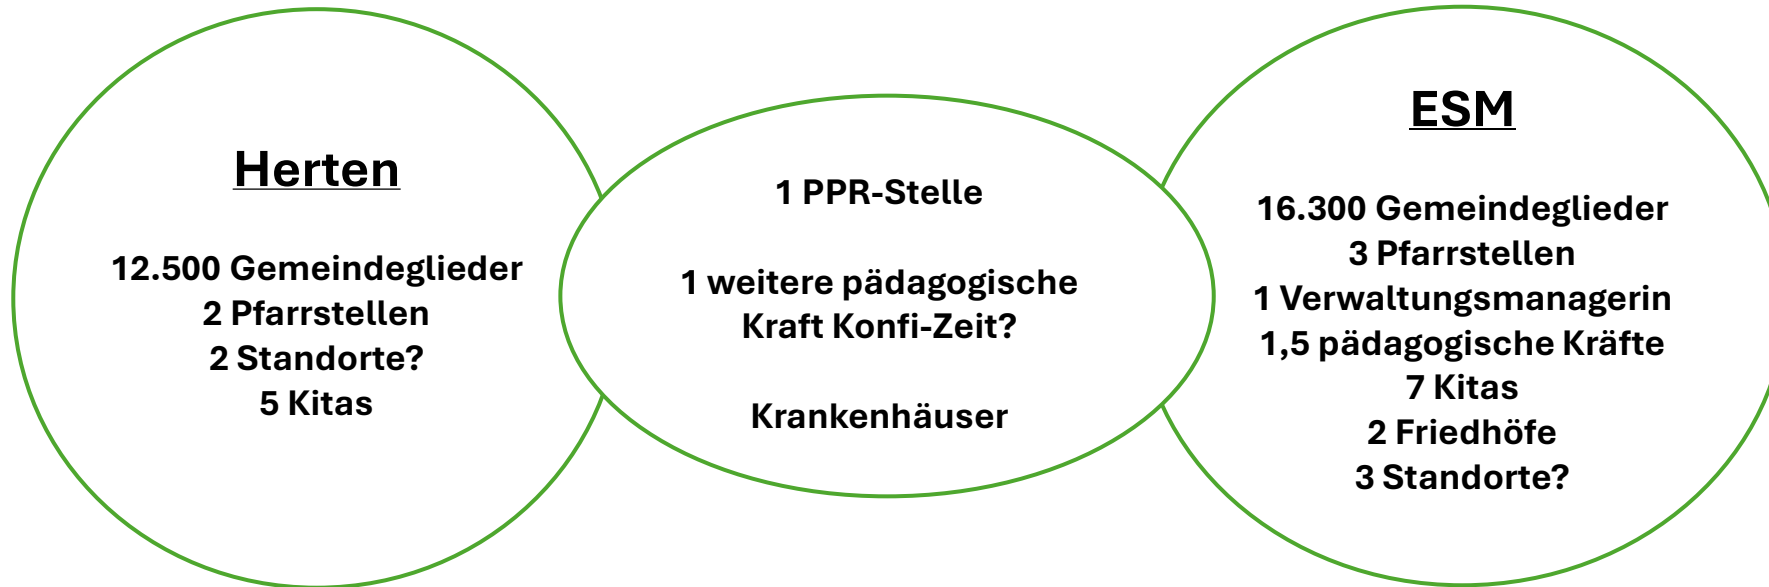 Herten
12.500 Gemeindeglieder
2 Pfarrstellen
2 Standorte?
5 Kitas
1 PPR-Stelle
1 weitere pädagogische
Kraft Konfi-Zeit?
Krankenhäuser
ESM
16.300 Gemeindeglieder
3 Pfarrstellen
1 Verwaltungsmanagerin
1,5 pädagogische Kräfte
7 Kitas
2 Friedhöfe
3 Standorte?